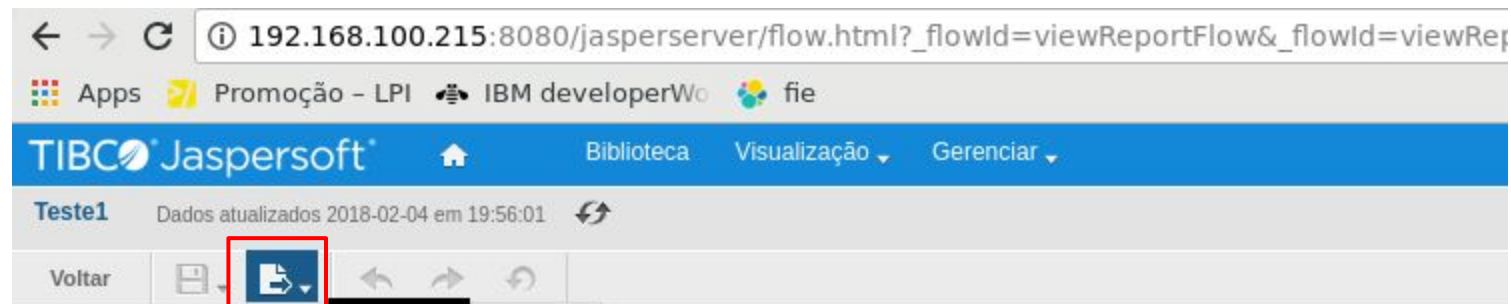 192.168.100.215:8080/jasperserver/flow.html?_flowId=viewReportFlow&_flowId=viewRep
Apps Promoção – LPI IBM developerWo fie
TIBCO Jaspersoft Biblioteca Visualização Gerenciar
Teste1 Dados atualizados 2018-02-04 em 19:56:01
Voltar